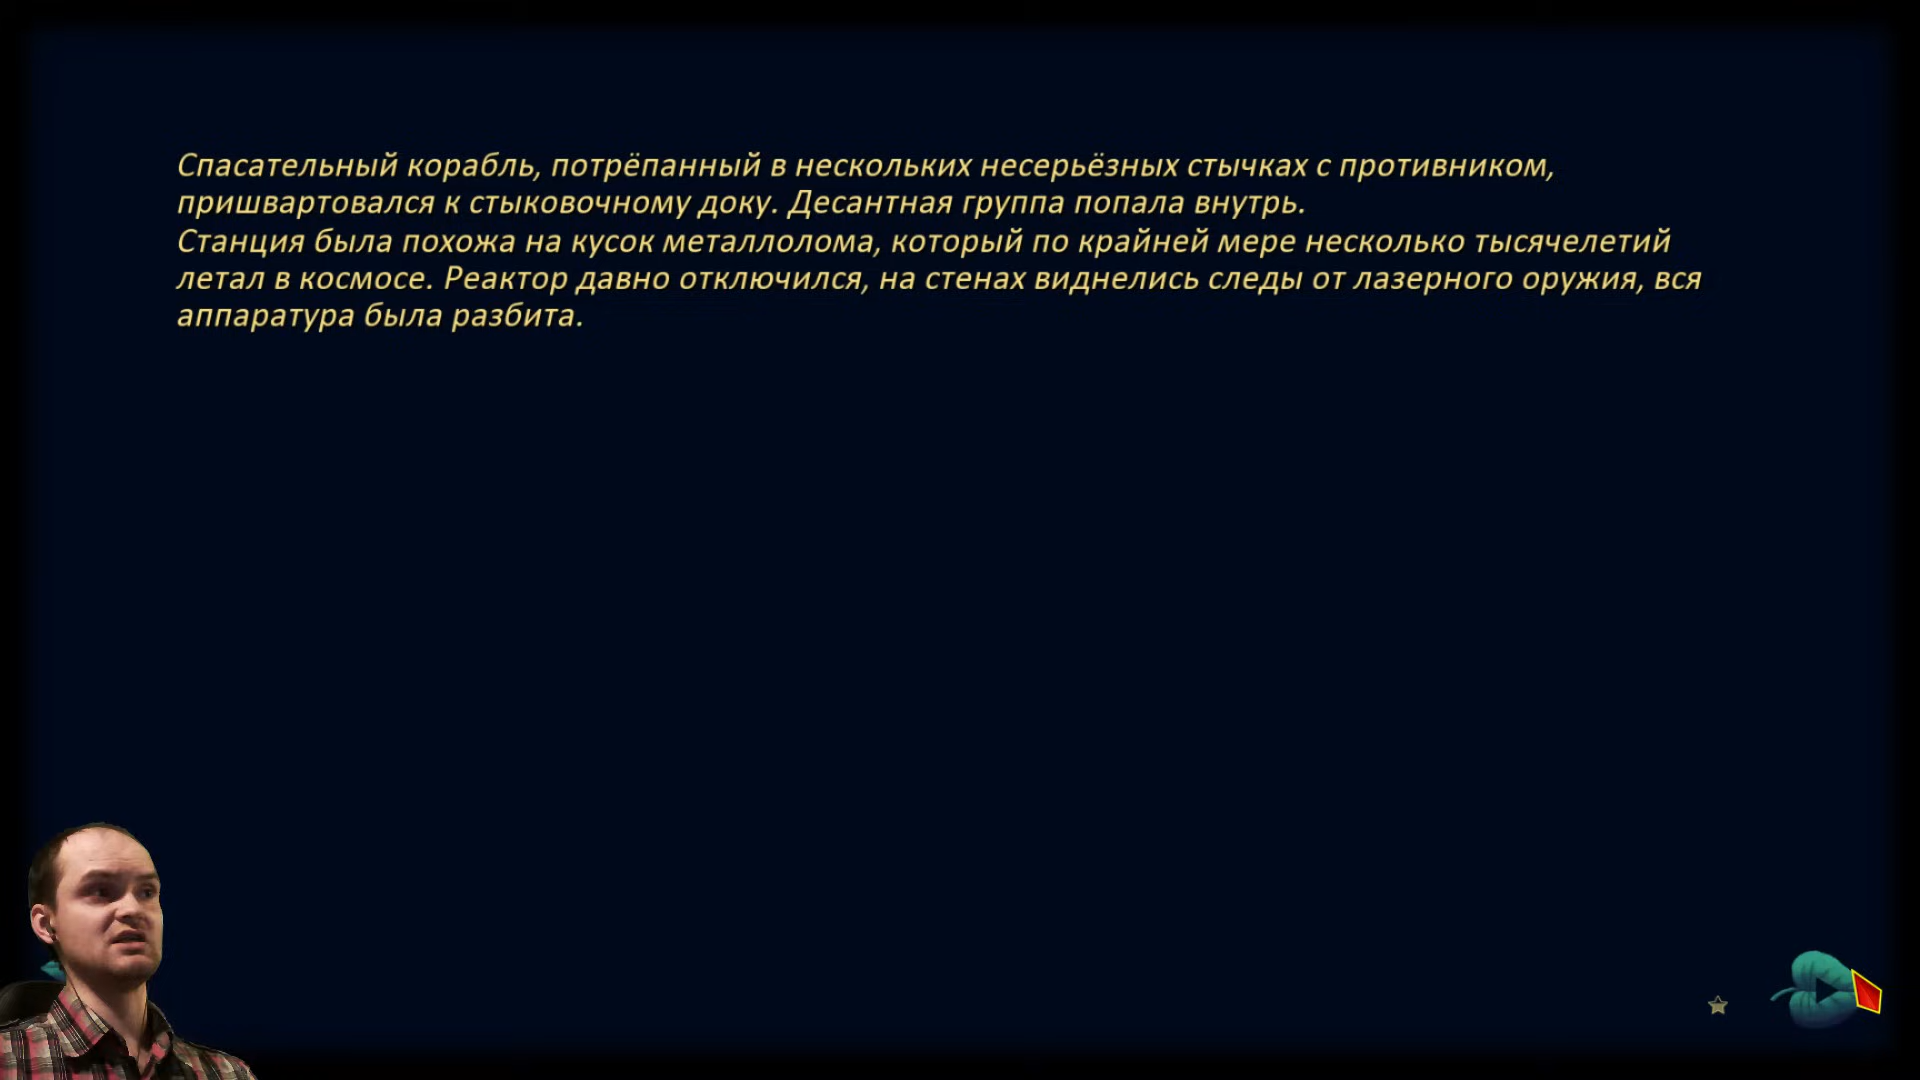 Спасательный корабль, потрёпанный в нескольких несерьёзных стычках с противником,
пришвартовался к стыковочному доку. Десантная группа попала внутрь.
Станция была похожа на кусок металлолома, который по крайней мере несколько тысячелетий
летал в космосе. Реактор давно отключился, на стенах виднелись следы от лазерного оружия, вся
аппаратура была разбита.